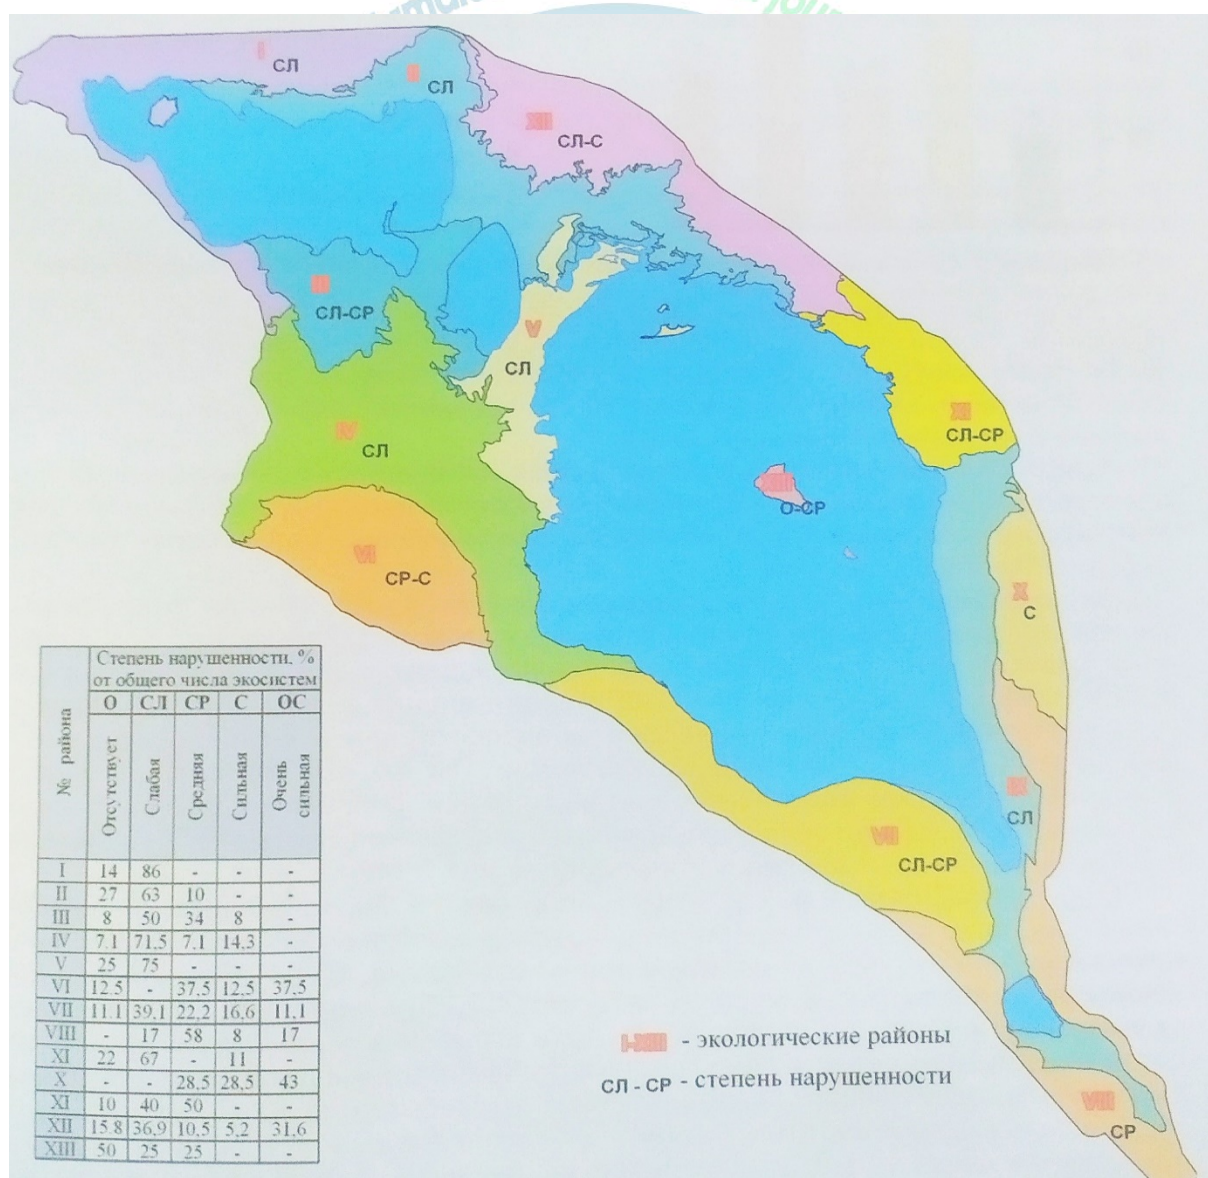 I
СЛ
II
СЛ
XII
СЛ-С
III
СЛ-СР
V
СЛ
IV
СЛ
XI
СЛ-СР
XIII
О-СР
VI
СР-С
X
С
IX
СЛ
VII
СЛ-СР
VIII
СР
№ района
Степень нарушенности. %
от общего числа экосистем
О СЛ СР С ОС
Отсутствует Слабая Средняя Сильная Очень сильная
I 14 86 - - -
II 27 63 10 - -
III 8 50 34 8 -
IV 7.1 71,5 7.1 14,3 -
V 25 75 - - -
VI 12.5 - 37,5 12,5 37,5
VII 11.1 39,1 22,2 16,6 11,1
VIII - 17 58 8 17
XI 22 67 - 11 -
X - - 28,5 28,5 43
XI 10 40 50 - -
XII 15.8 36,9 10,5 5,2 31,6
XIII 50 25 25 - -
I-XIII - экологические районы
СЛ - СР - степень нарушенности